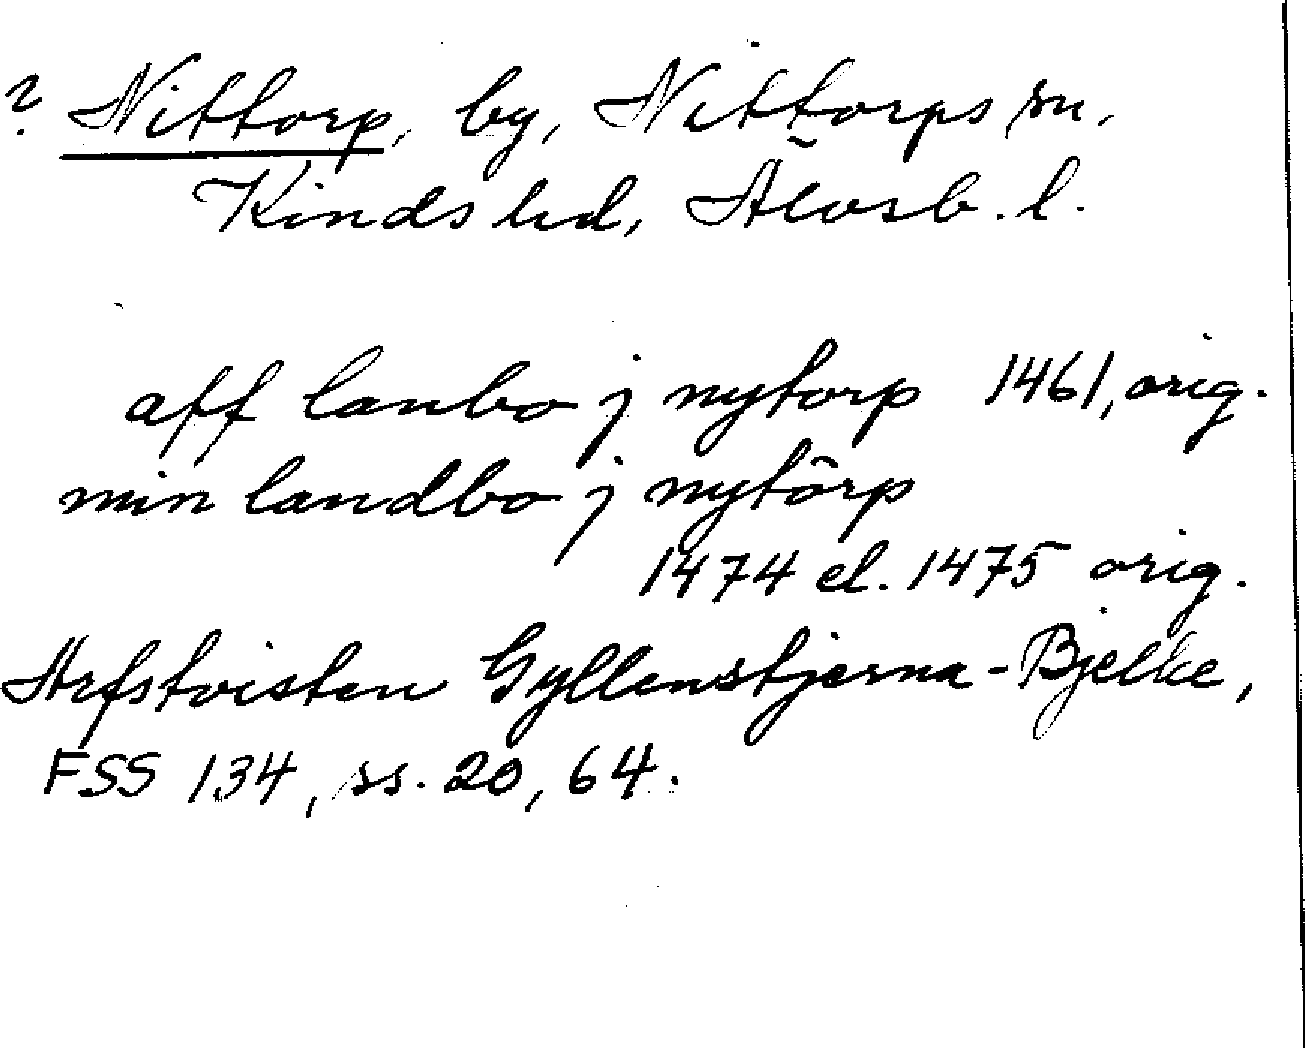 ? Nittorp, by, Nittorps sn.
Kinds hd, Älvsb. l.
aff lanbo j nytorp 1461, orig.
min landbo j nytörp
1474 el. 1475 orig.
Arfstvisten Gyllenstjerna-Bjelke,
FSS 134, ss. 20, 64.